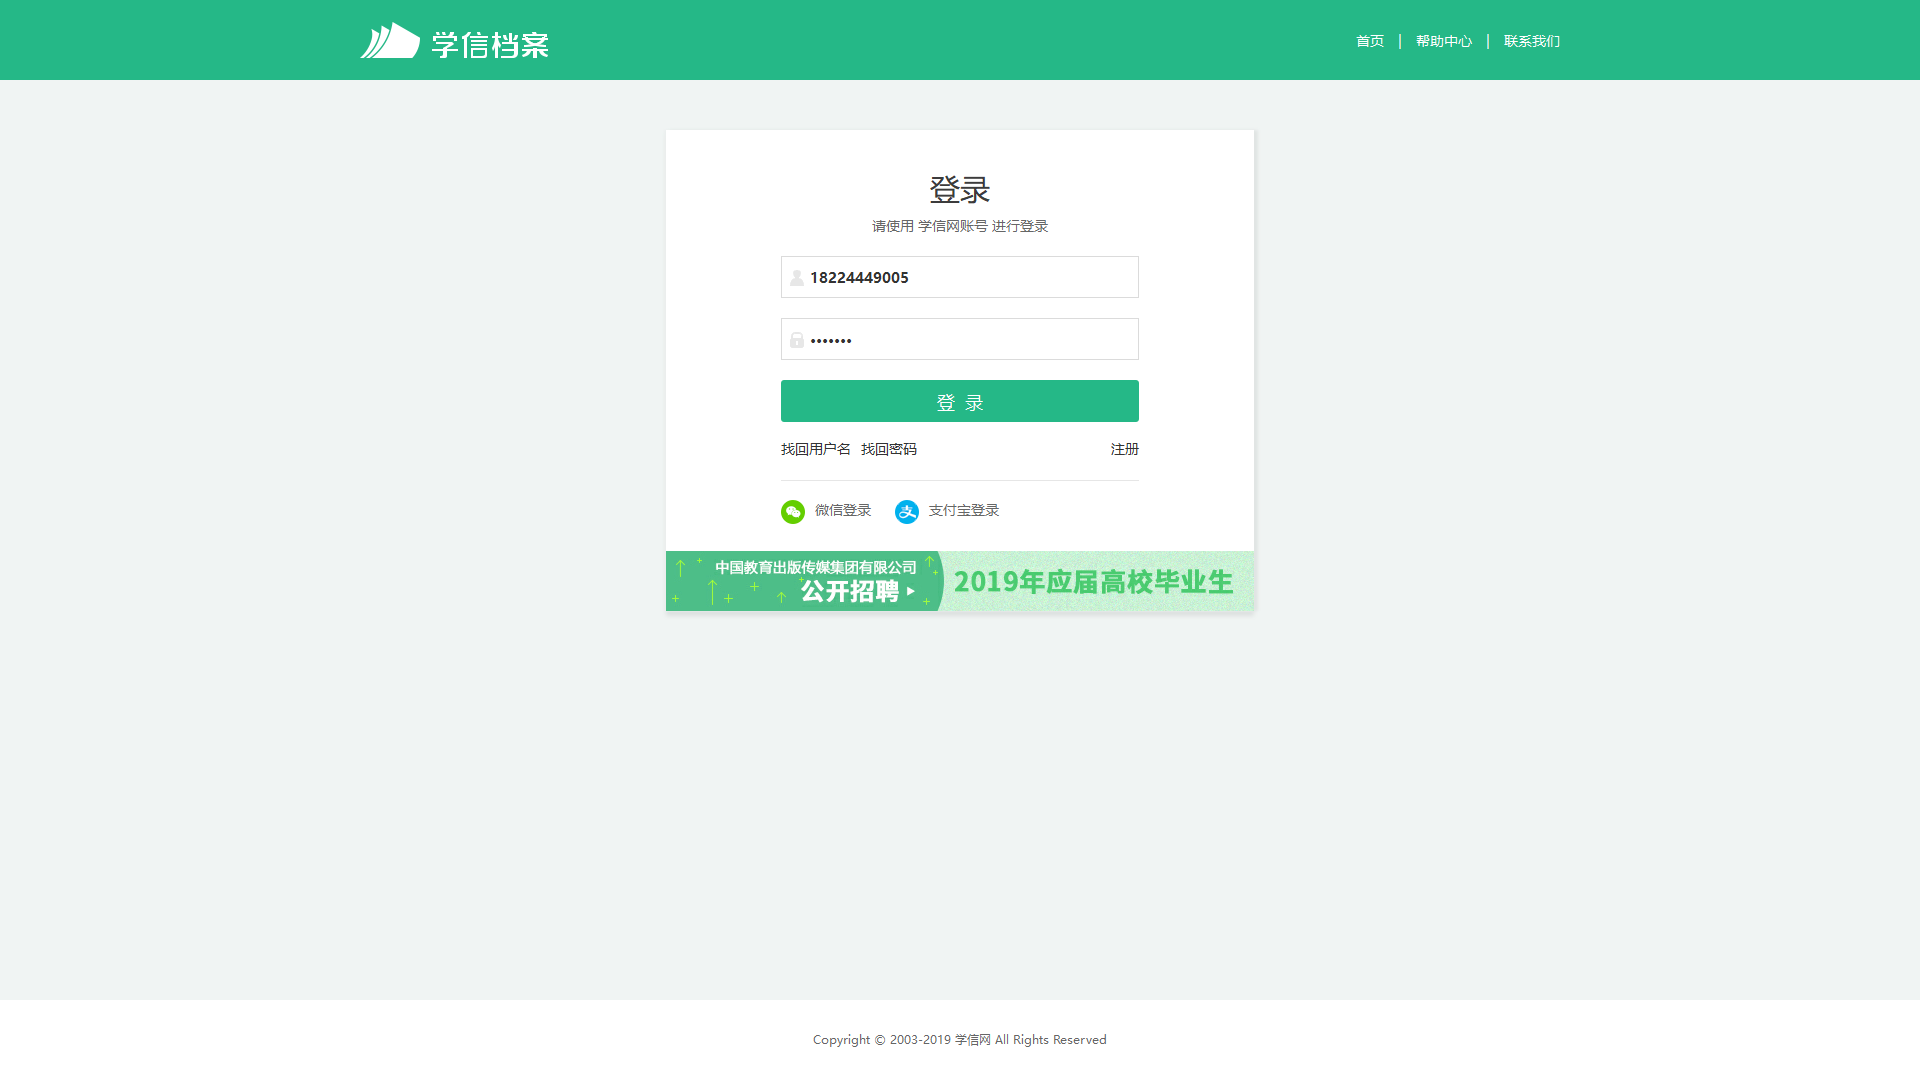 学信档案
首页 | 帮助中心 | 联系我们
登录
请使用 学信网账号 进行登录
18224449005
•••••••
登 录
找回用户名 找回密码 注册
微信登录 支付宝登录
中国教育出版传媒集团有限公司
公开招聘
2019年应届高校毕业生
Copyright © 2003-2019 学信网 All Rights Reserved